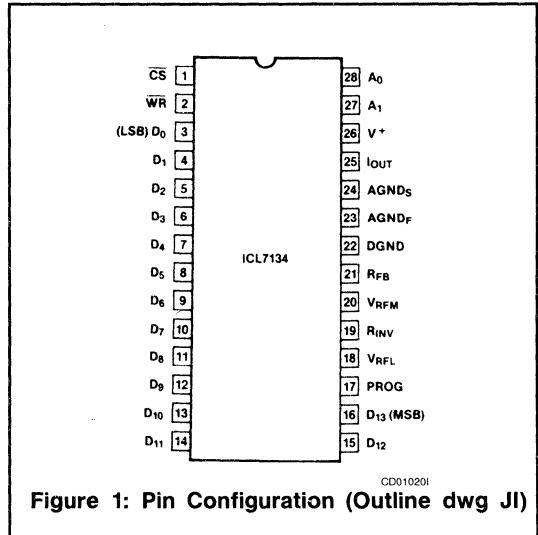 C̅S̅ 1
W̅R̅ 2
(LSB) D₀ 3
D₁ 4
D₂ 5
D₃ 6
D₄ 7
D₅ 8
D₆ 9
D₇ 10
D₈ 11
D₉ 12
D₁₀ 13
D₁₁ 14
ICL7134
28 A₀
27 A₁
26 V⁺
25 IOUT
24 AGNDS
23 AGNDF
22 DGND
21 RFB
20 VRFM
19 RINV
18 VRFL
17 PROG
16 D₁₃ (MSB)
15 D₁₂
CD01020I
Figure 1: Pin Configuration (Outline dwg JI)